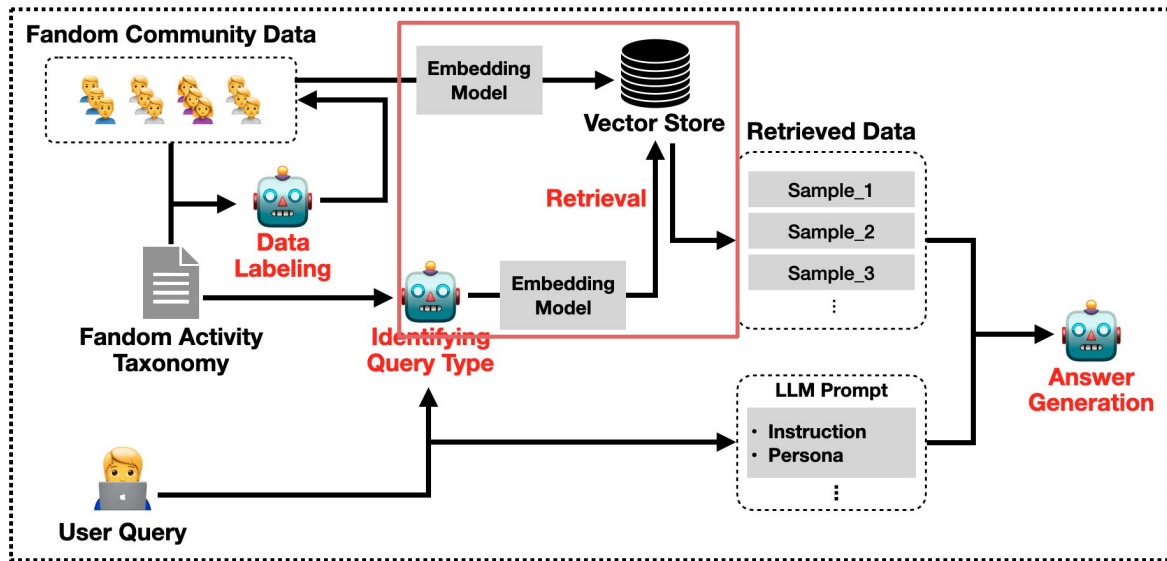 Fandom Community Data
Embedding
Model
Vector Store
Retrieved Data
Sample_1
Sample_2
Sample_3
⋮
Retrieval
Data
Labeling
Embedding
Model
Fandom Activity
Taxonomy
Identifying
Query Type
LLM Prompt
• Instruction
• Persona
⋮
Answer
Generation
User Query